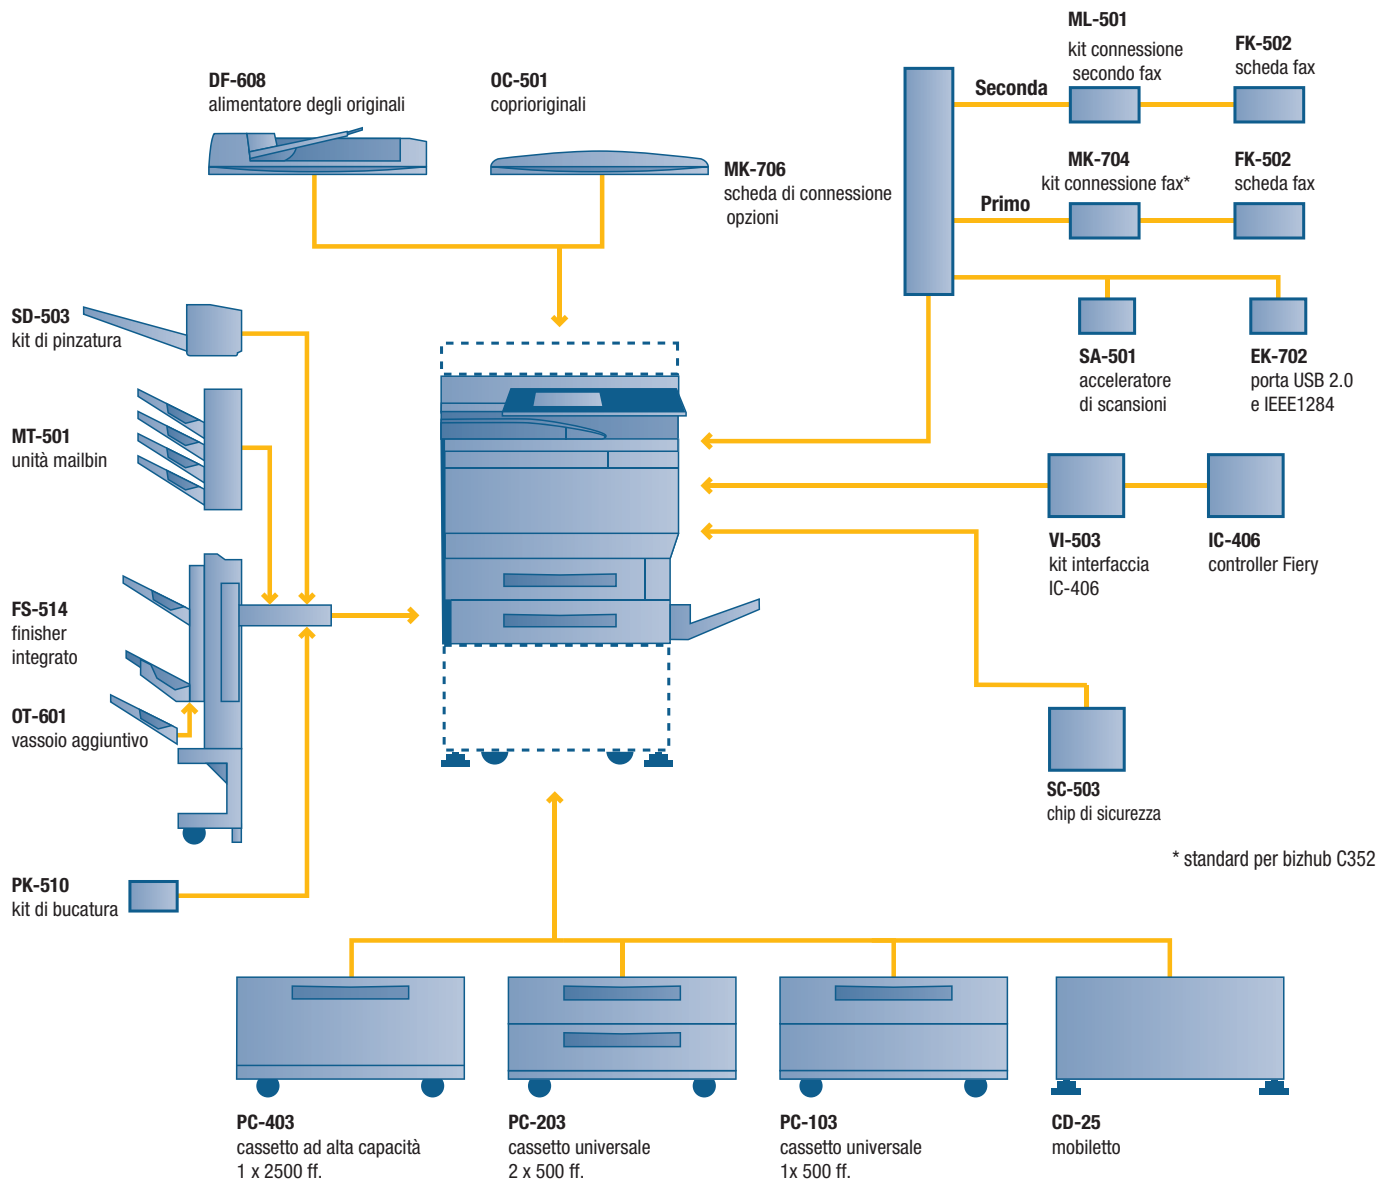 DF-608
alimentatore degli originali
OC-501
coprioriginali
MK-706
scheda di connessione
opzioni
ML-501
kit connessione
secondo fax
FK-502
scheda fax
Seconda
MK-704
kit connessione fax*
FK-502
scheda fax
Primo
SA-501
acceleratore
di scansioni
EK-702
porta USB 2.0
e IEEE1284
SD-503
kit di pinzatura
MT-501
unità mailbin
FS-514
finisher
integrato
OT-601
vassoio aggiuntivo
PK-510
kit di bucatura
VI-503
kit interfaccia
IC-406
IC-406
controller Fiery
SC-503
chip di sicurezza
* standard per bizhub C352
PC-403
cassetto ad alta capacità
1 x 2500 ff.
PC-203
cassetto universale
2 x 500 ff.
PC-103
cassetto universale
1x 500 ff.
CD-25
mobiletto